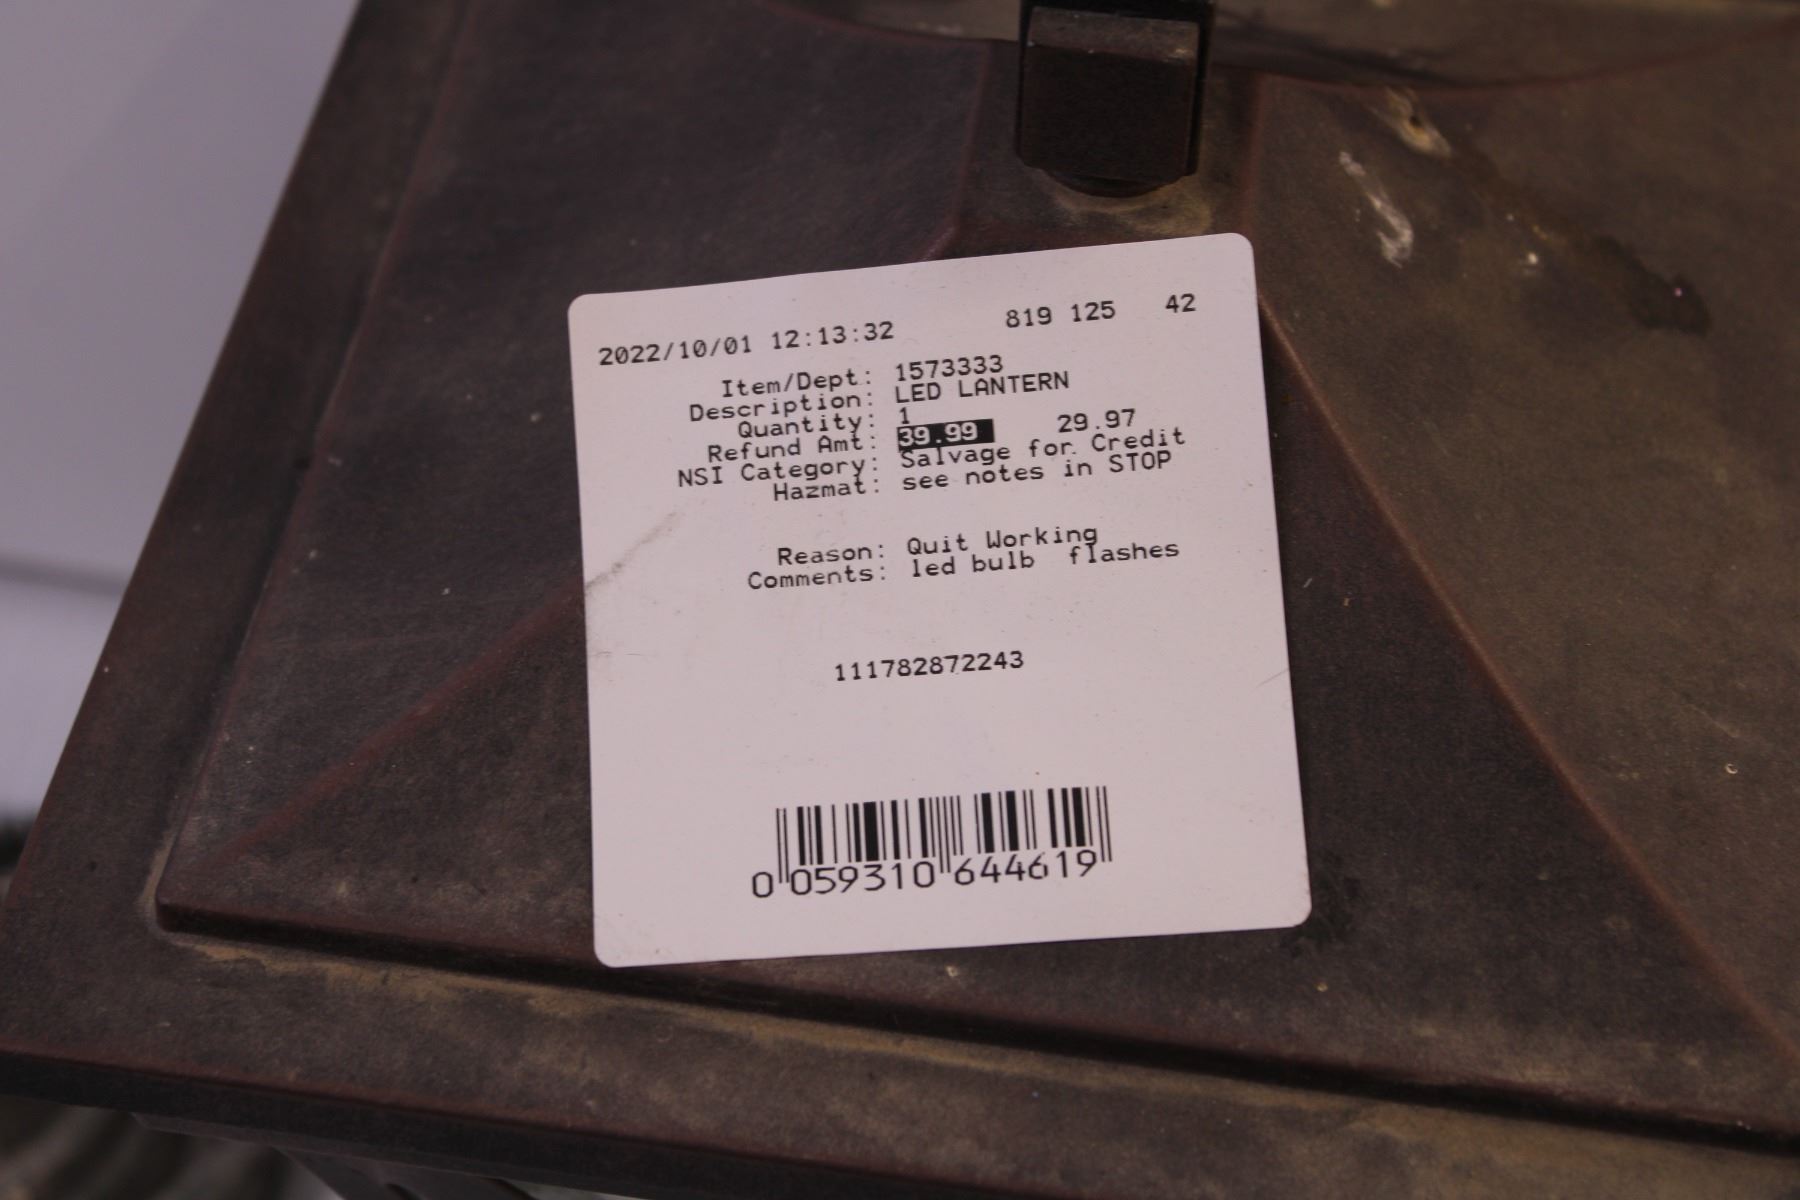 2022/10/01 12:13:32 819 125 42
Item/Dept: 1573333
Description: LED LANTERN
Quantity: 1
Refund Amt: 39.99 29.97
NSI Category: Salvage for Credit
Hazmat: see notes in STOP
Reason: Quit Working
Comments: led bulb flashes
111782872243
0 059310 644619